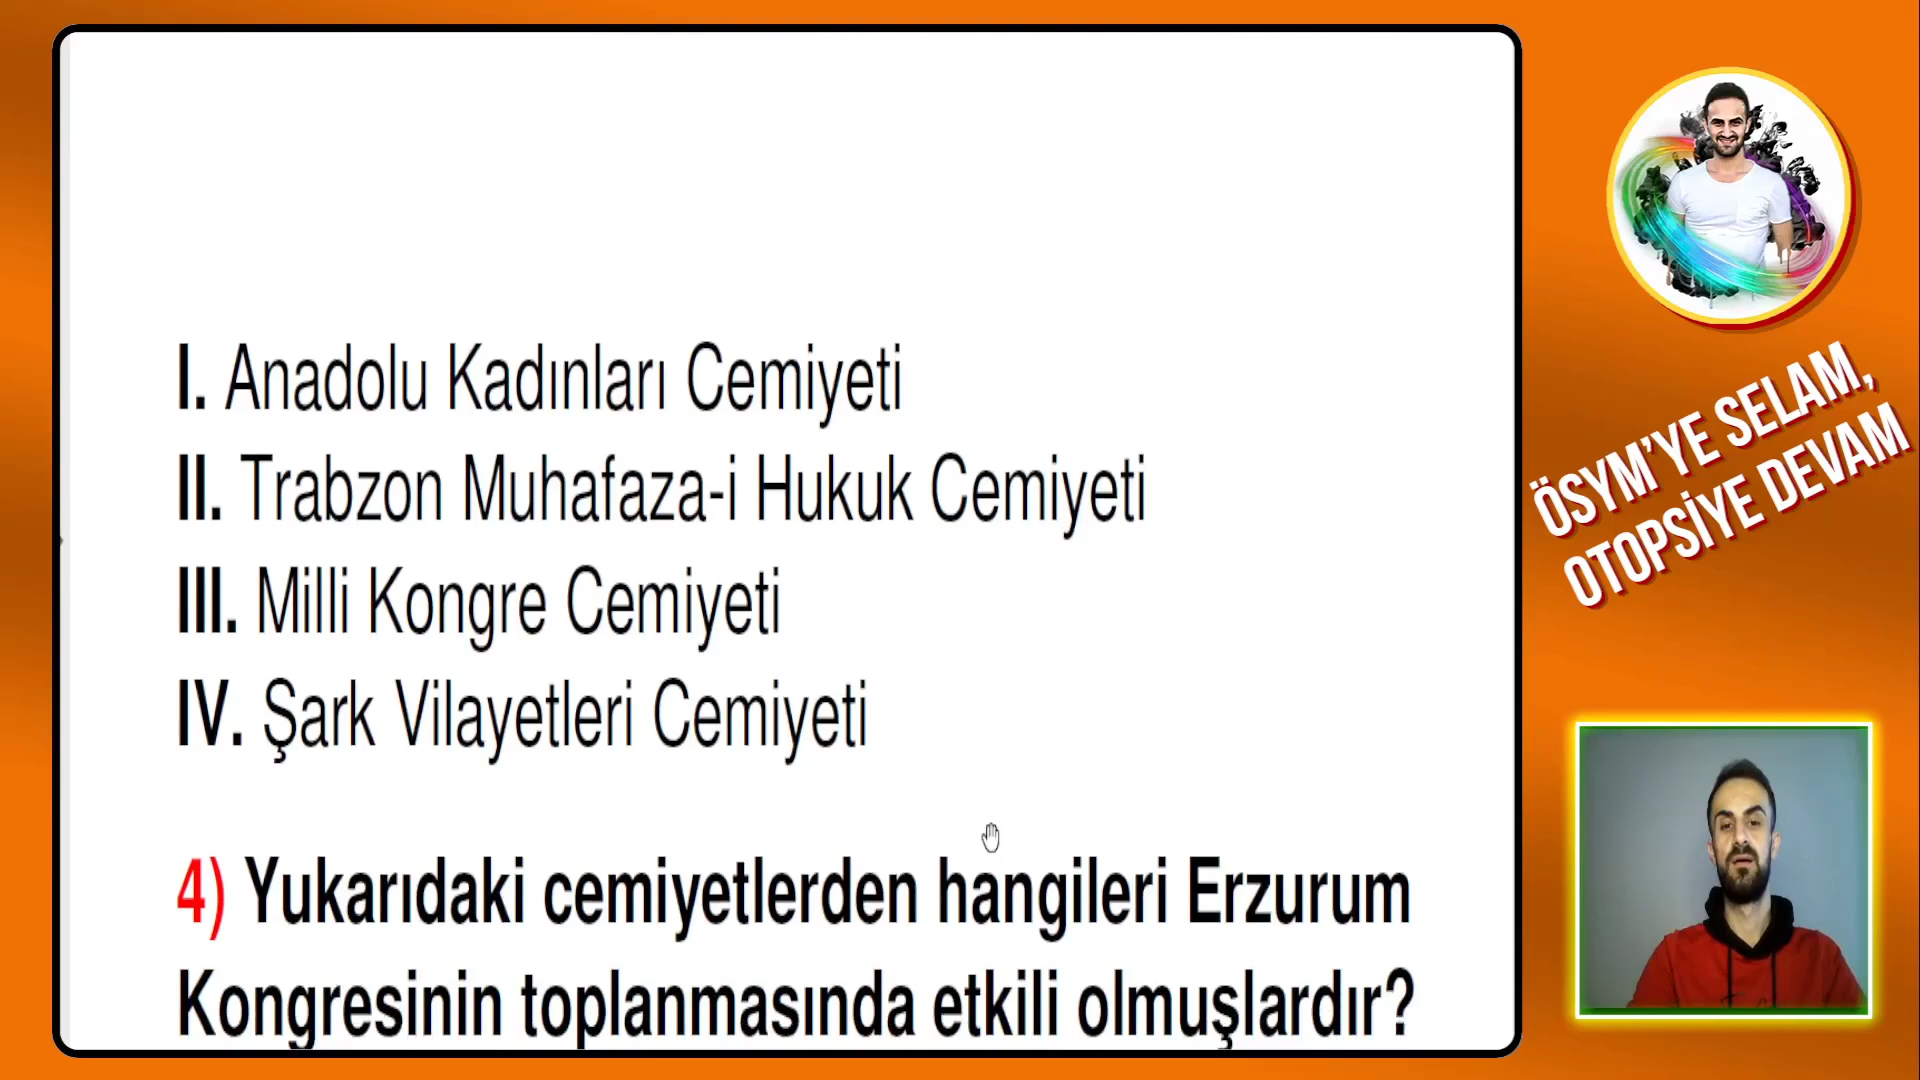 I. Anadolu Kadınları Cemiyeti
II. Trabzon Muhafaza-i Hukuk Cemiyeti
III. Milli Kongre Cemiyeti
IV. Şark Vilayetleri Cemiyeti
4) Yukarıdaki cemiyetlerden hangileri Erzurum
Kongresinin toplanmasında etkili olmuşlardır?
ÖSYM'YE SELAM,
OTOPSİYE DEVAM